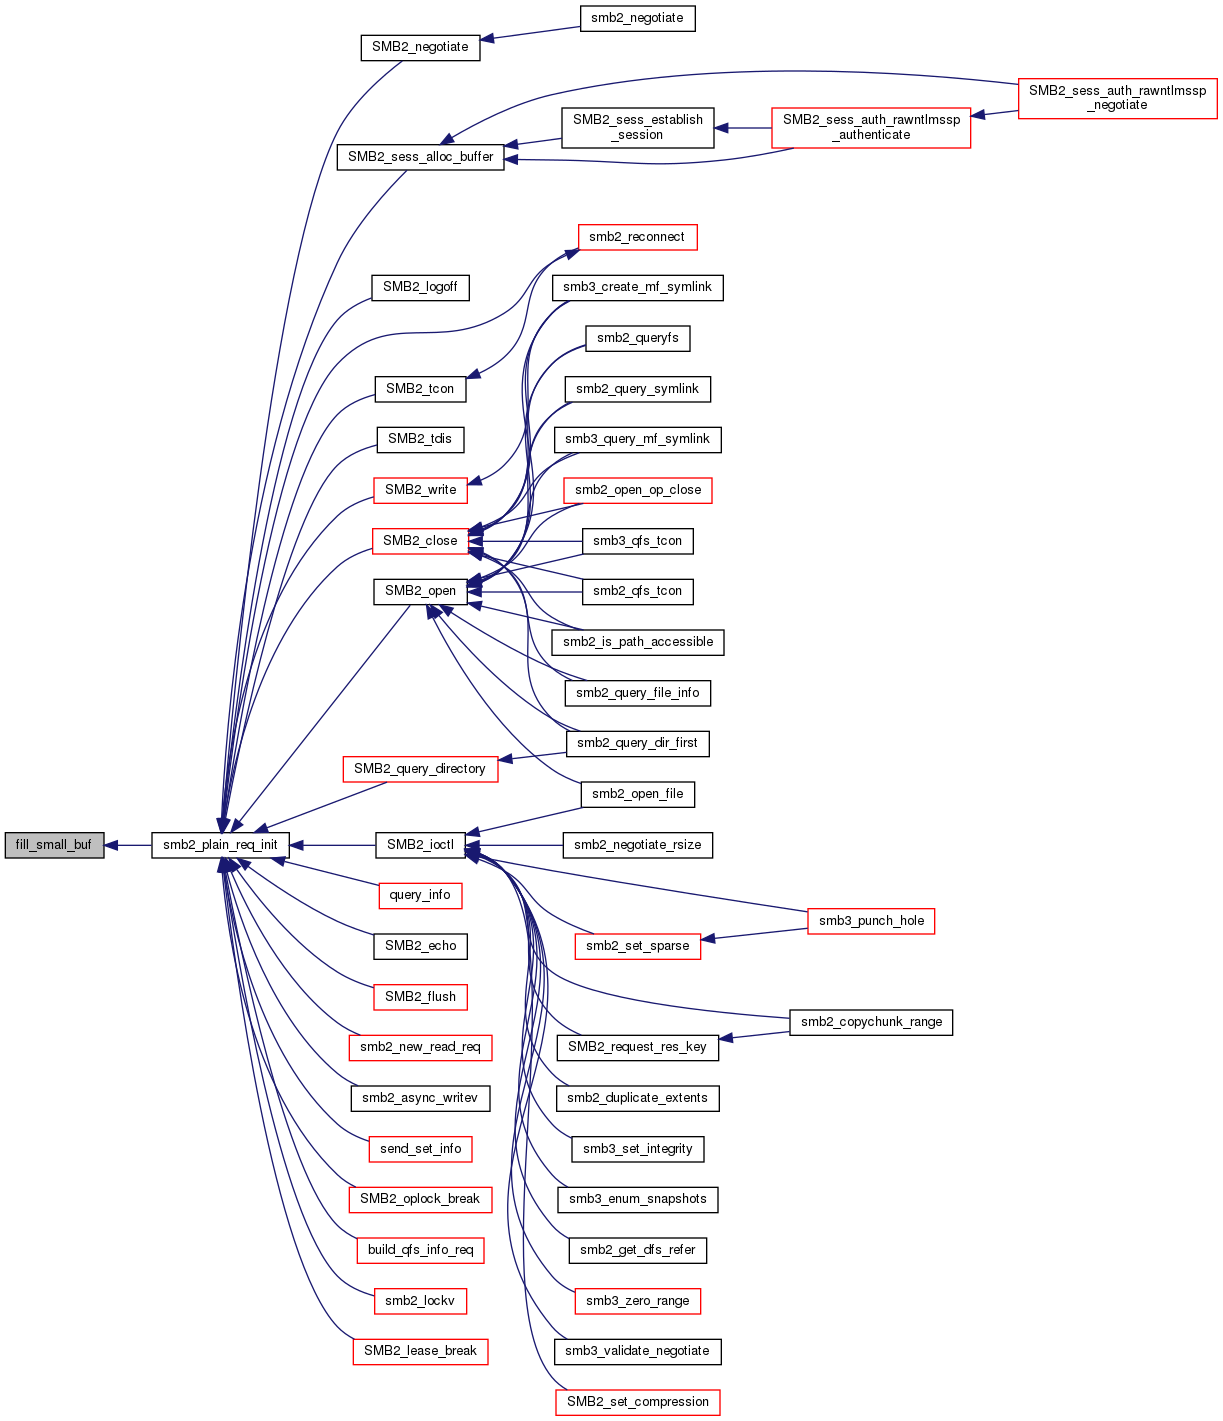 smb2_negotiate
SMB2_negotiate
SMB2_sess_auth_rawntlmssp
_negotiate
SMB2_sess_establish
_session
SMB2_sess_auth_rawntlmssp
_authenticate
SMB2_sess_alloc_buffer
smb2_reconnect
SMB2_logoff
smb3_create_mf_symlink
smb2_queryfs
SMB2_tcon
smb2_query_symlink
SMB2_tdis
smb3_query_mf_symlink
SMB2_write
smb2_open_op_close
SMB2_close
smb3_qfs_tcon
SMB2_open
smb2_qfs_tcon
smb2_is_path_accessible
smb2_query_file_info
smb2_query_dir_first
SMB2_query_directory
smb2_open_file
fill_small_buf
smb2_plain_req_init
SMB2_ioctl
smb2_negotiate_rsize
query_info
smb3_punch_hole
SMB2_echo
smb2_set_sparse
SMB2_flush
smb2_copychunk_range
smb2_new_read_req
SMB2_request_res_key
smb2_async_writev
smb2_duplicate_extents
send_set_info
smb3_set_integrity
SMB2_oplock_break
smb3_enum_snapshots
build_qfs_info_req
smb2_get_dfs_refer
smb2_lockv
smb3_zero_range
SMB2_lease_break
smb3_validate_negotiate
SMB2_set_compression